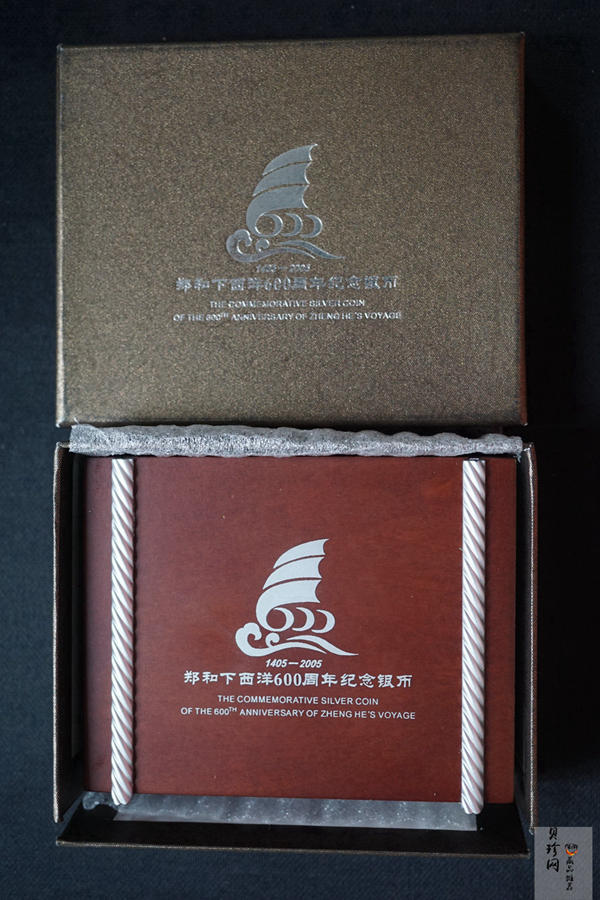 1405—2005
郑和下西洋600周年纪念银币
THE COMMEMORATIVE SILVER COIN
OF THE 600TH ANNIVERSARY OF ZHENG HE'S VOYAGE
1405—2005
郑和下西洋600周年纪念银币
THE COMMEMORATIVE SILVER COIN
OF THE 600TH ANNIVERSARY OF ZHENG HE'S VOYAGE
贝珍网